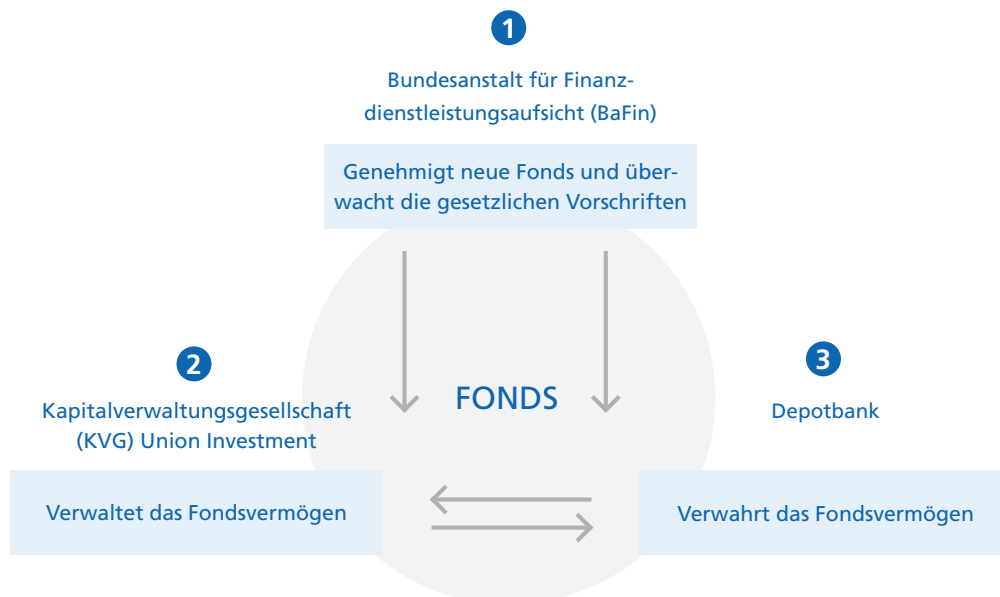 1
Bundesanstalt für Finanz-
dienstleistungsaufsicht (BaFin)
Genehmigt neue Fonds und über-
wacht die gesetzlichen Vorschriften
FONDS
2
Kapitalverwaltungsgesellschaft
(KVG) Union Investment
Verwaltet das Fondsvermögen
3
Depotbank
Verwahrt das Fondsvermögen